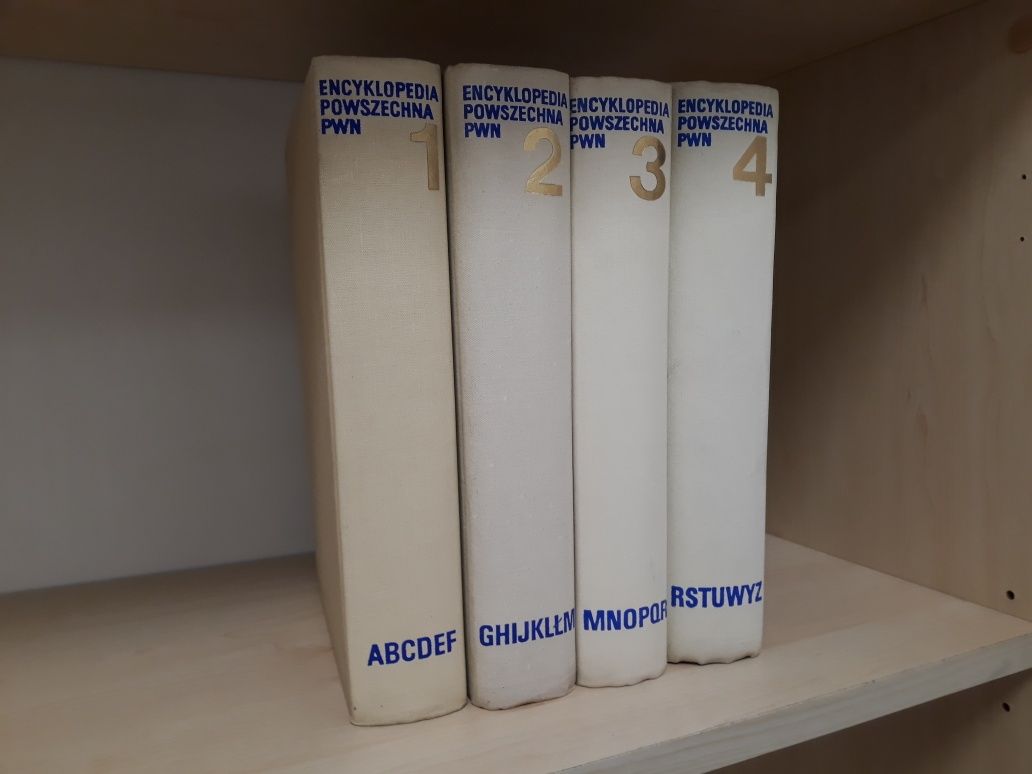 ENCYKLOPEDIA
POWSZECHNA
PWN
1
ABCDEF
ENCYKLOPEDIA
POWSZECHNA
PWN
2
GHIJKLŁM
ENCYKLOPEDIA
POWSZECHNA
PWN
3
MNOPQR
ENCYKLOPEDIA
POWSZECHNA
PWN
4
RSTUWYZ